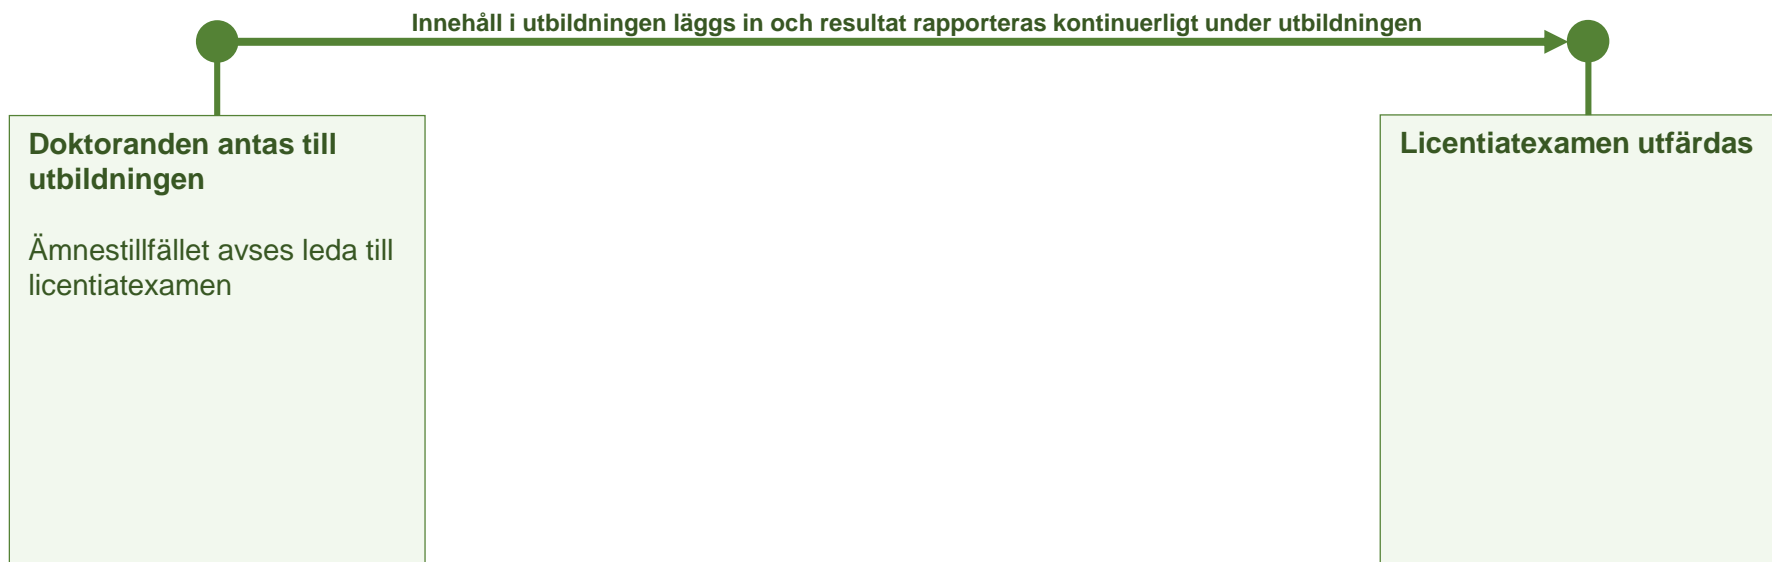 Innehåll i utbildningen läggs in och resultat rapporteras kontinuerligt under utbildningen
Doktoranden antas till
utbildningen
Ämnestillfället avses leda till
licentiatexamen
Licentiatexamen utfärdas